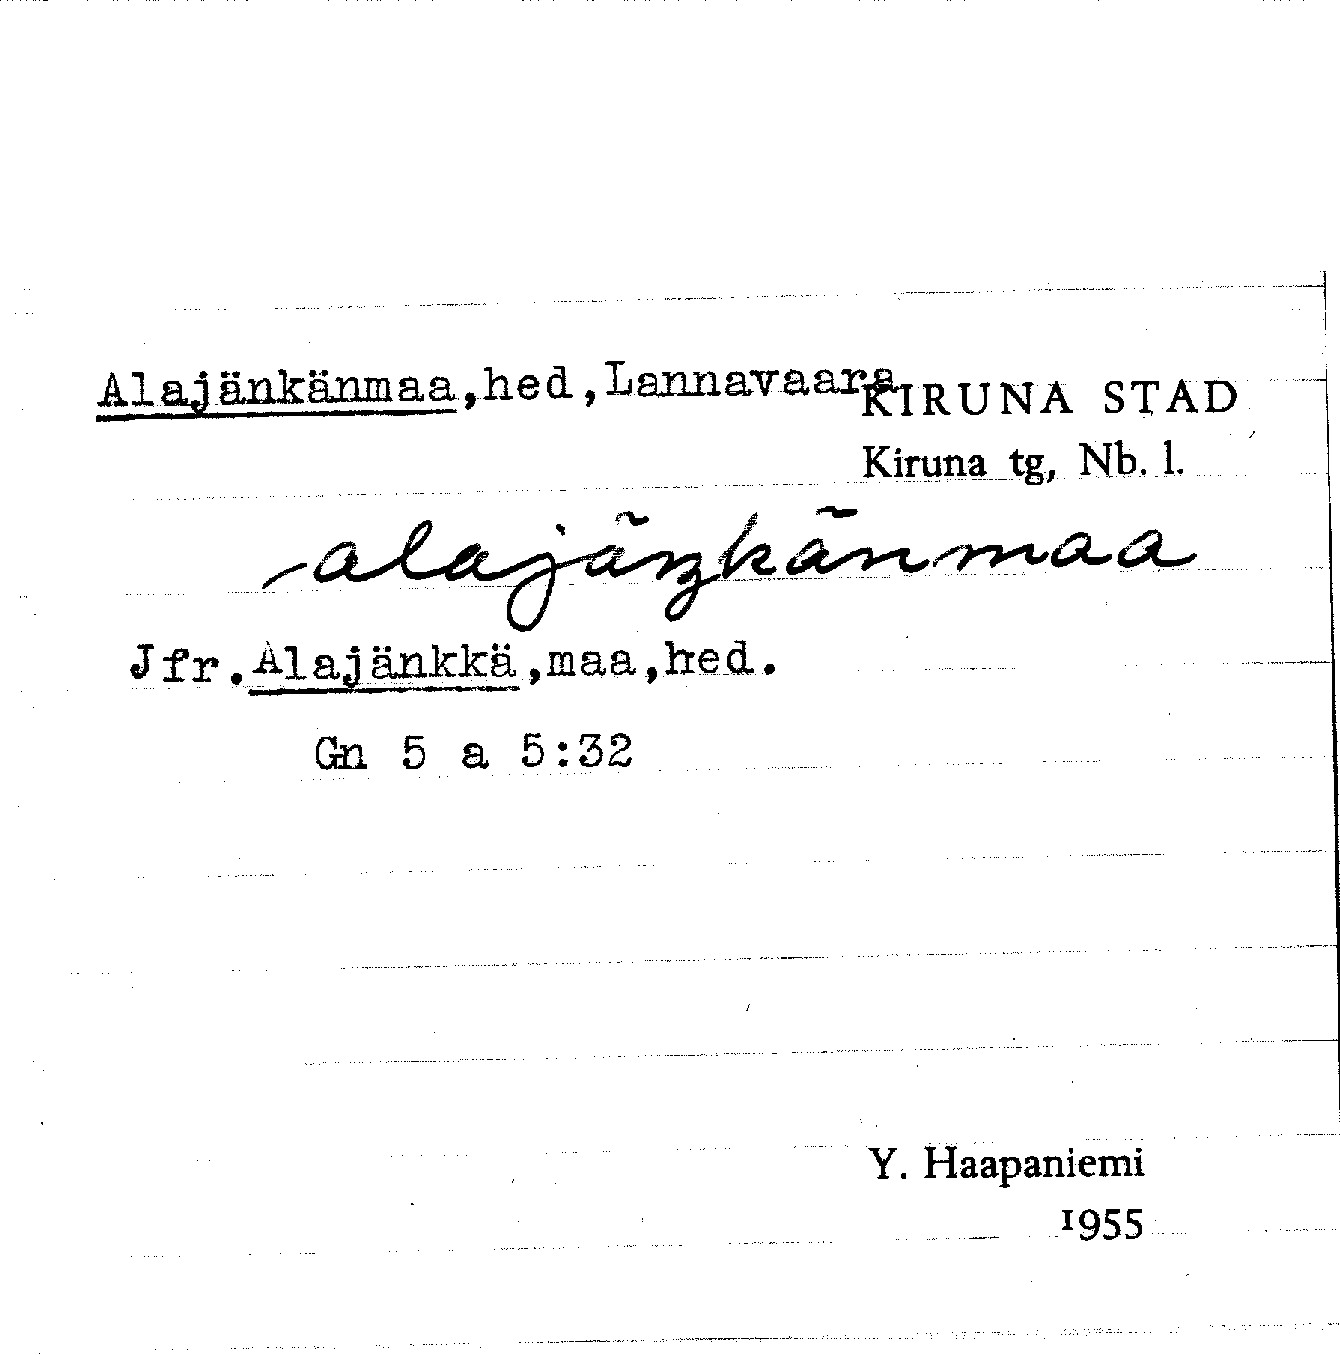 Alajänkänmaa,hed,Lannavaara
KIRUNA STAD
Kiruna tg, Nb. l.
alajäŋkänmaa
Jfr.Alajänkkä,maa,hed.
Gn 5 a 5:32
Y. Haapaniemi
1955